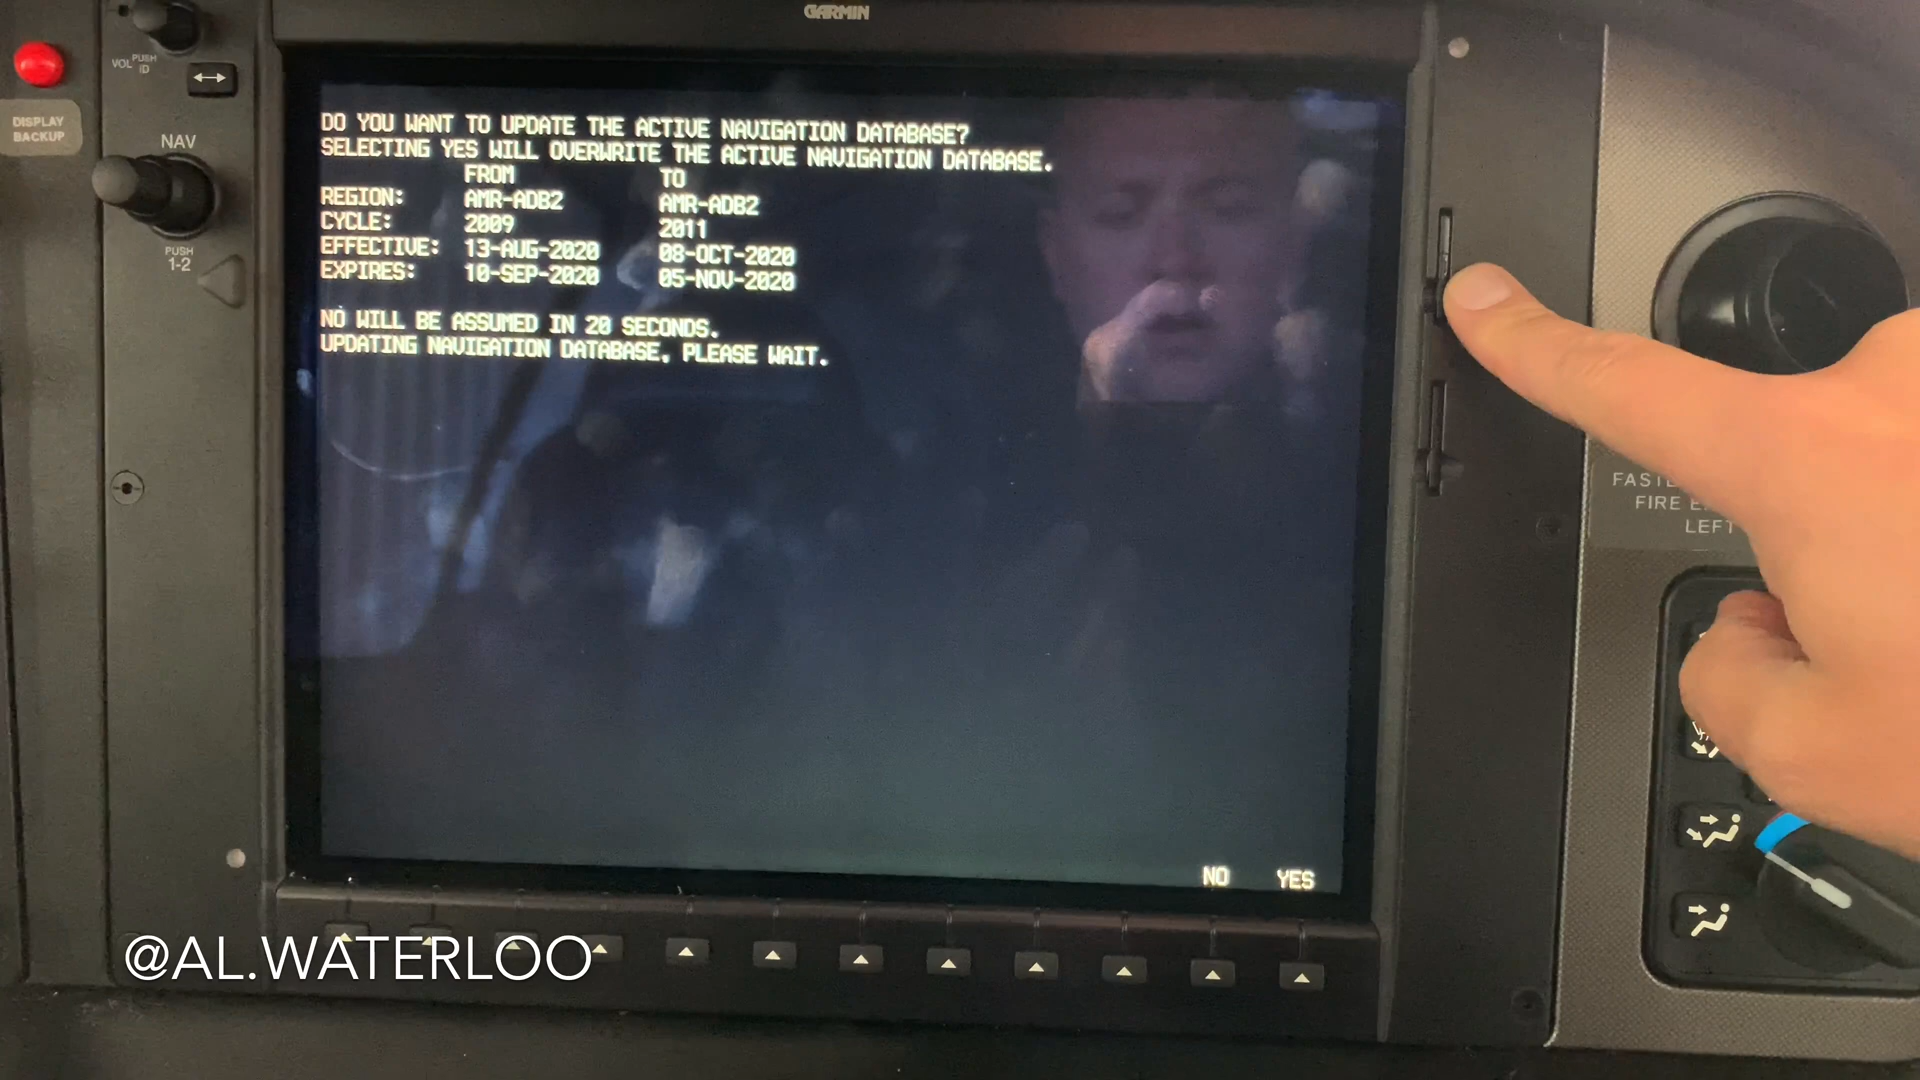 GARMIN
VOL PUSH ID
DISPLAY
BACKUP
NAV
PUSH
1-2
DO YOU WANT TO UPDATE THE ACTIVE NAVIGATION DATABASE?
SELECTING YES WILL OVERWRITE THE ACTIVE NAVIGATION DATABASE.
FROM TO
REGION: AMR-ADB2 AMR-ADB2
CYCLE: 2009 2011
EFFECTIVE: 13-AUG-2020 08-OCT-2020
EXPIRES: 10-SEP-2020 05-NOV-2020
NO WILL BE ASSUMED IN 20 SECONDS.
UPDATING NAVIGATION DATABASE, PLEASE WAIT.
NO YES
FIRE
LEFT
@AL.WATERLOO